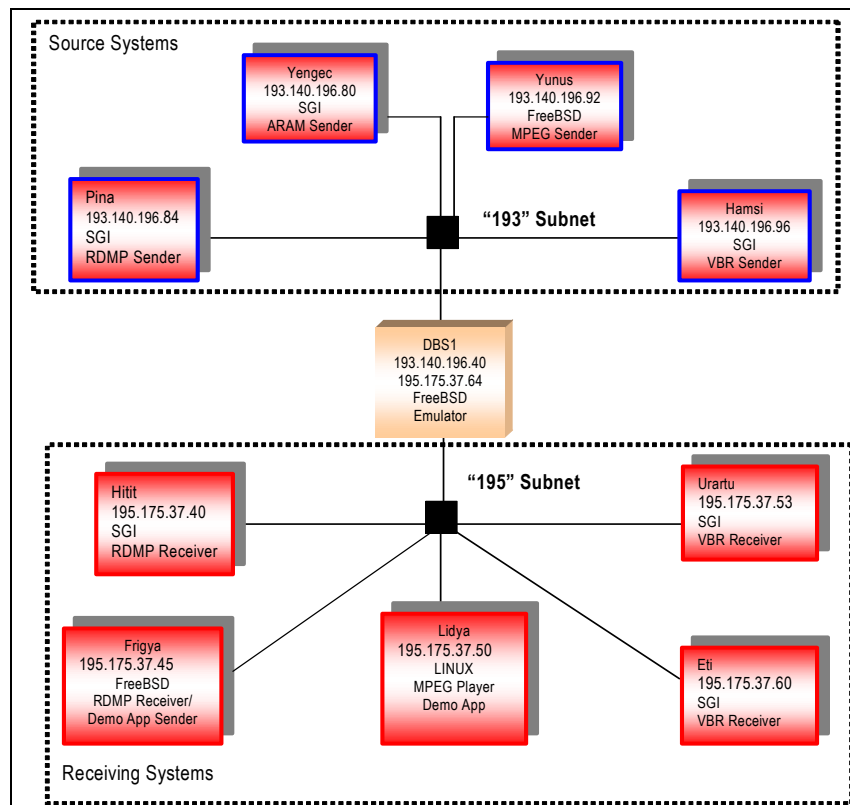 Source Systems
Yengec
193.140.196.80
SGI
ARAM Sender
Yunus
193.140.196.92
FreeBSD
MPEG Sender
Pina
193.140.196.84
SGI
RDMP Sender
“193” Subnet
Hamsi
193.140.196.96
SGI
VBR Sender
DBS1
193.140.196.40
195.175.37.64
FreeBSD
Emulator
“195” Subnet
Hitit
195.175.37.40
SGI
RDMP Receiver
Urartu
195.175.37.53
SGI
VBR Receiver
Frigya
195.175.37.45
FreeBSD
RDMP Receiver/
Demo App Sender
Lidya
195.175.37.50
LINUX
MPEG Player
Demo App
Eti
195.175.37.60
SGI
VBR Receiver
Receiving Systems